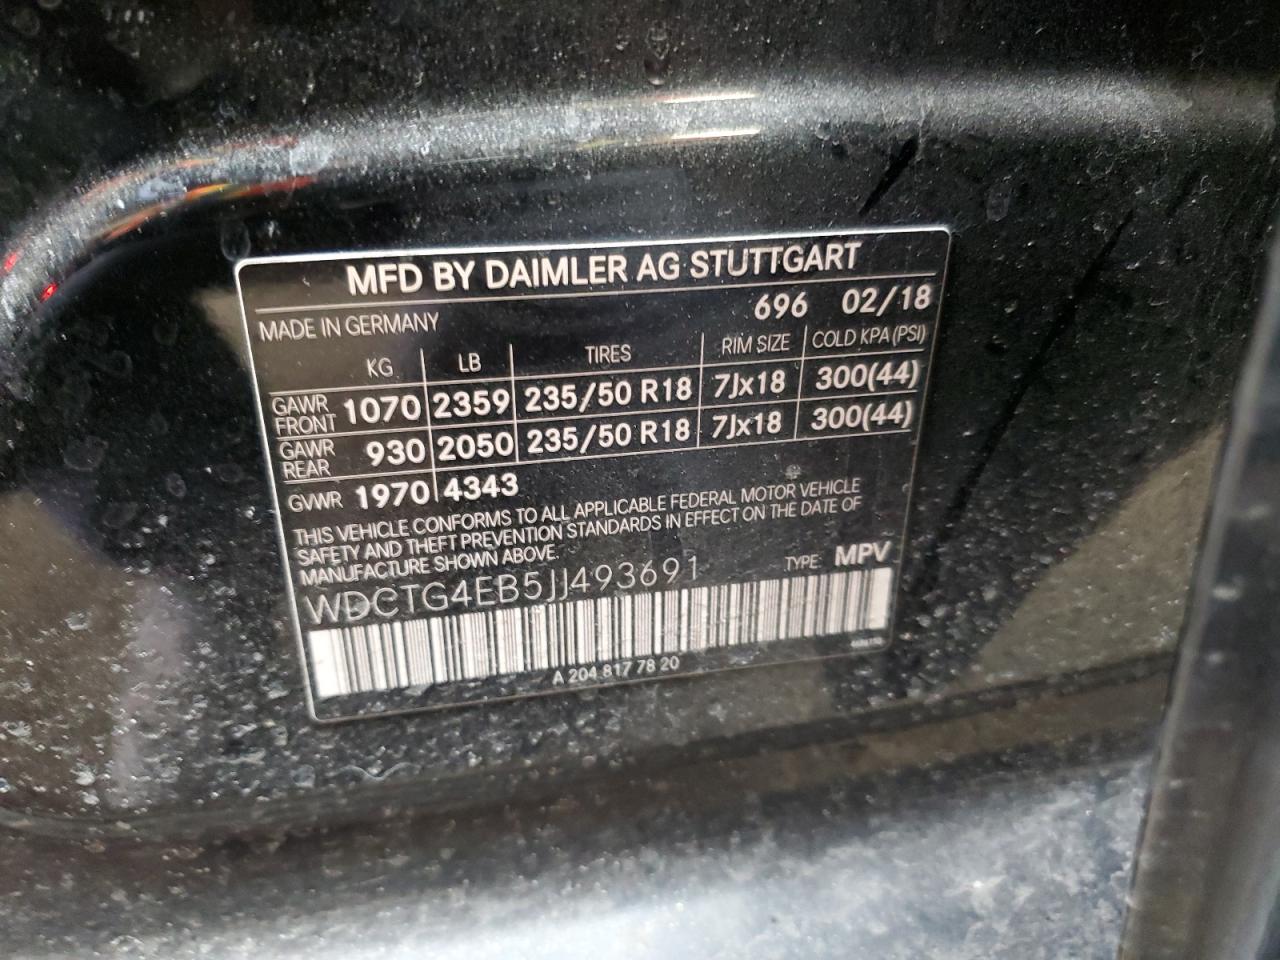 MFD BY DAIMLER AG STUTTGART
696 02/18
MADE IN GERMANY
KG LB TIRES RIM SIZE COLD KPA (PSI)
GAWR FRONT 1070 2359 235/50 R18 7Jx18 300(44)
GAWR REAR 930 2050 235/50 R18 7Jx18 300(44)
GVWR 1970 4343
THIS VEHICLE CONFORMS TO ALL APPLICABLE FEDERAL MOTOR VEHICLE
SAFETY AND THEFT PREVENTION STANDARDS IN EFFECT ON THE DATE OF
MANUFACTURE SHOWN ABOVE.
WDCTG4EB5JJ493691 TYPE: MPV
A 204 817 78 20